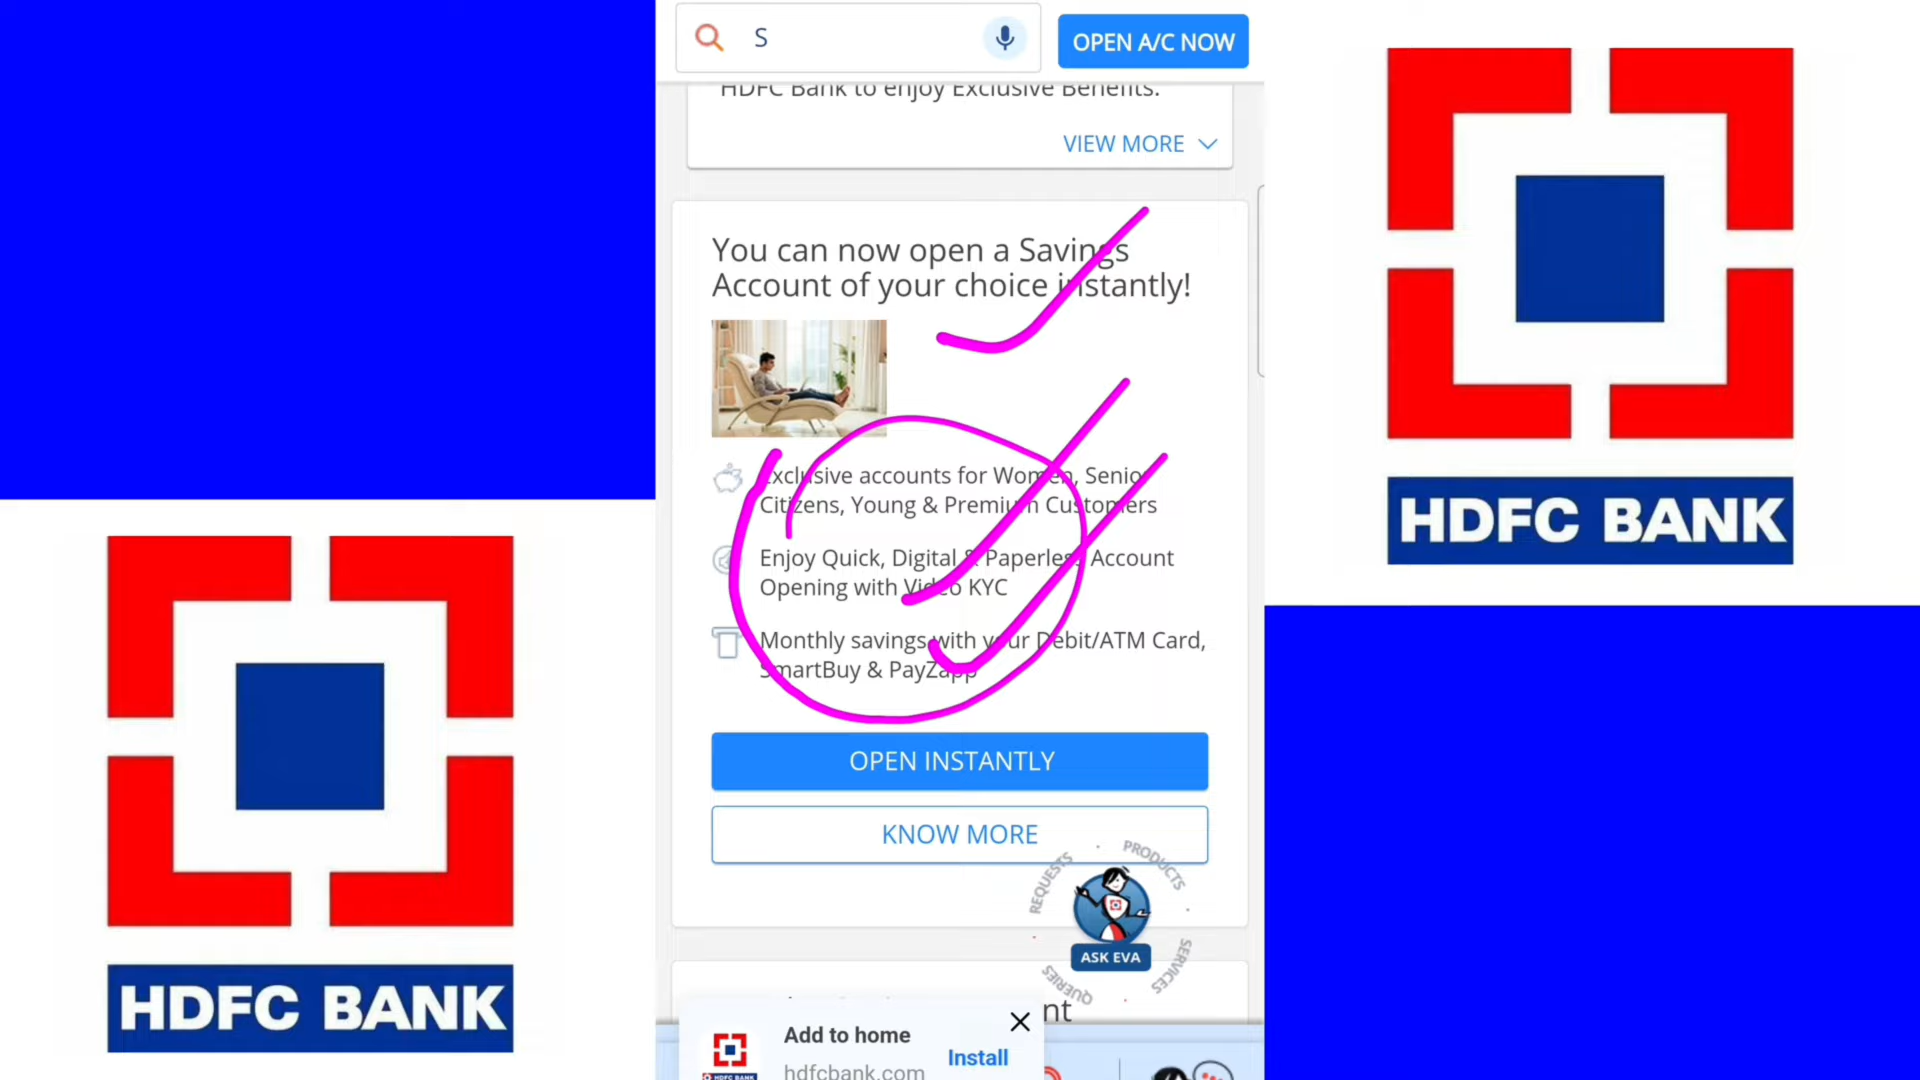 S
OPEN A/C NOW
HDFC Bank to enjoy Exclusive Benefits.
VIEW MORE
You can now open a Savings
Account of your choice instantly!
Exclusive accounts for Women, Senior
Citizens, Young & Premium Customers
Enjoy Quick, Digital & Paperless Account
Opening with Video KYC
Monthly savings with your Debit/ATM Card,
SmartBuy & PayZapp
OPEN INSTANTLY
KNOW MORE
REQUESTS
PRODUCTS
SERVICES
QUERIES
ASK EVA
nt
Add to home
Install
hdfcbank.com
HDFC BANK
HDFC BANK
HDFC BANK